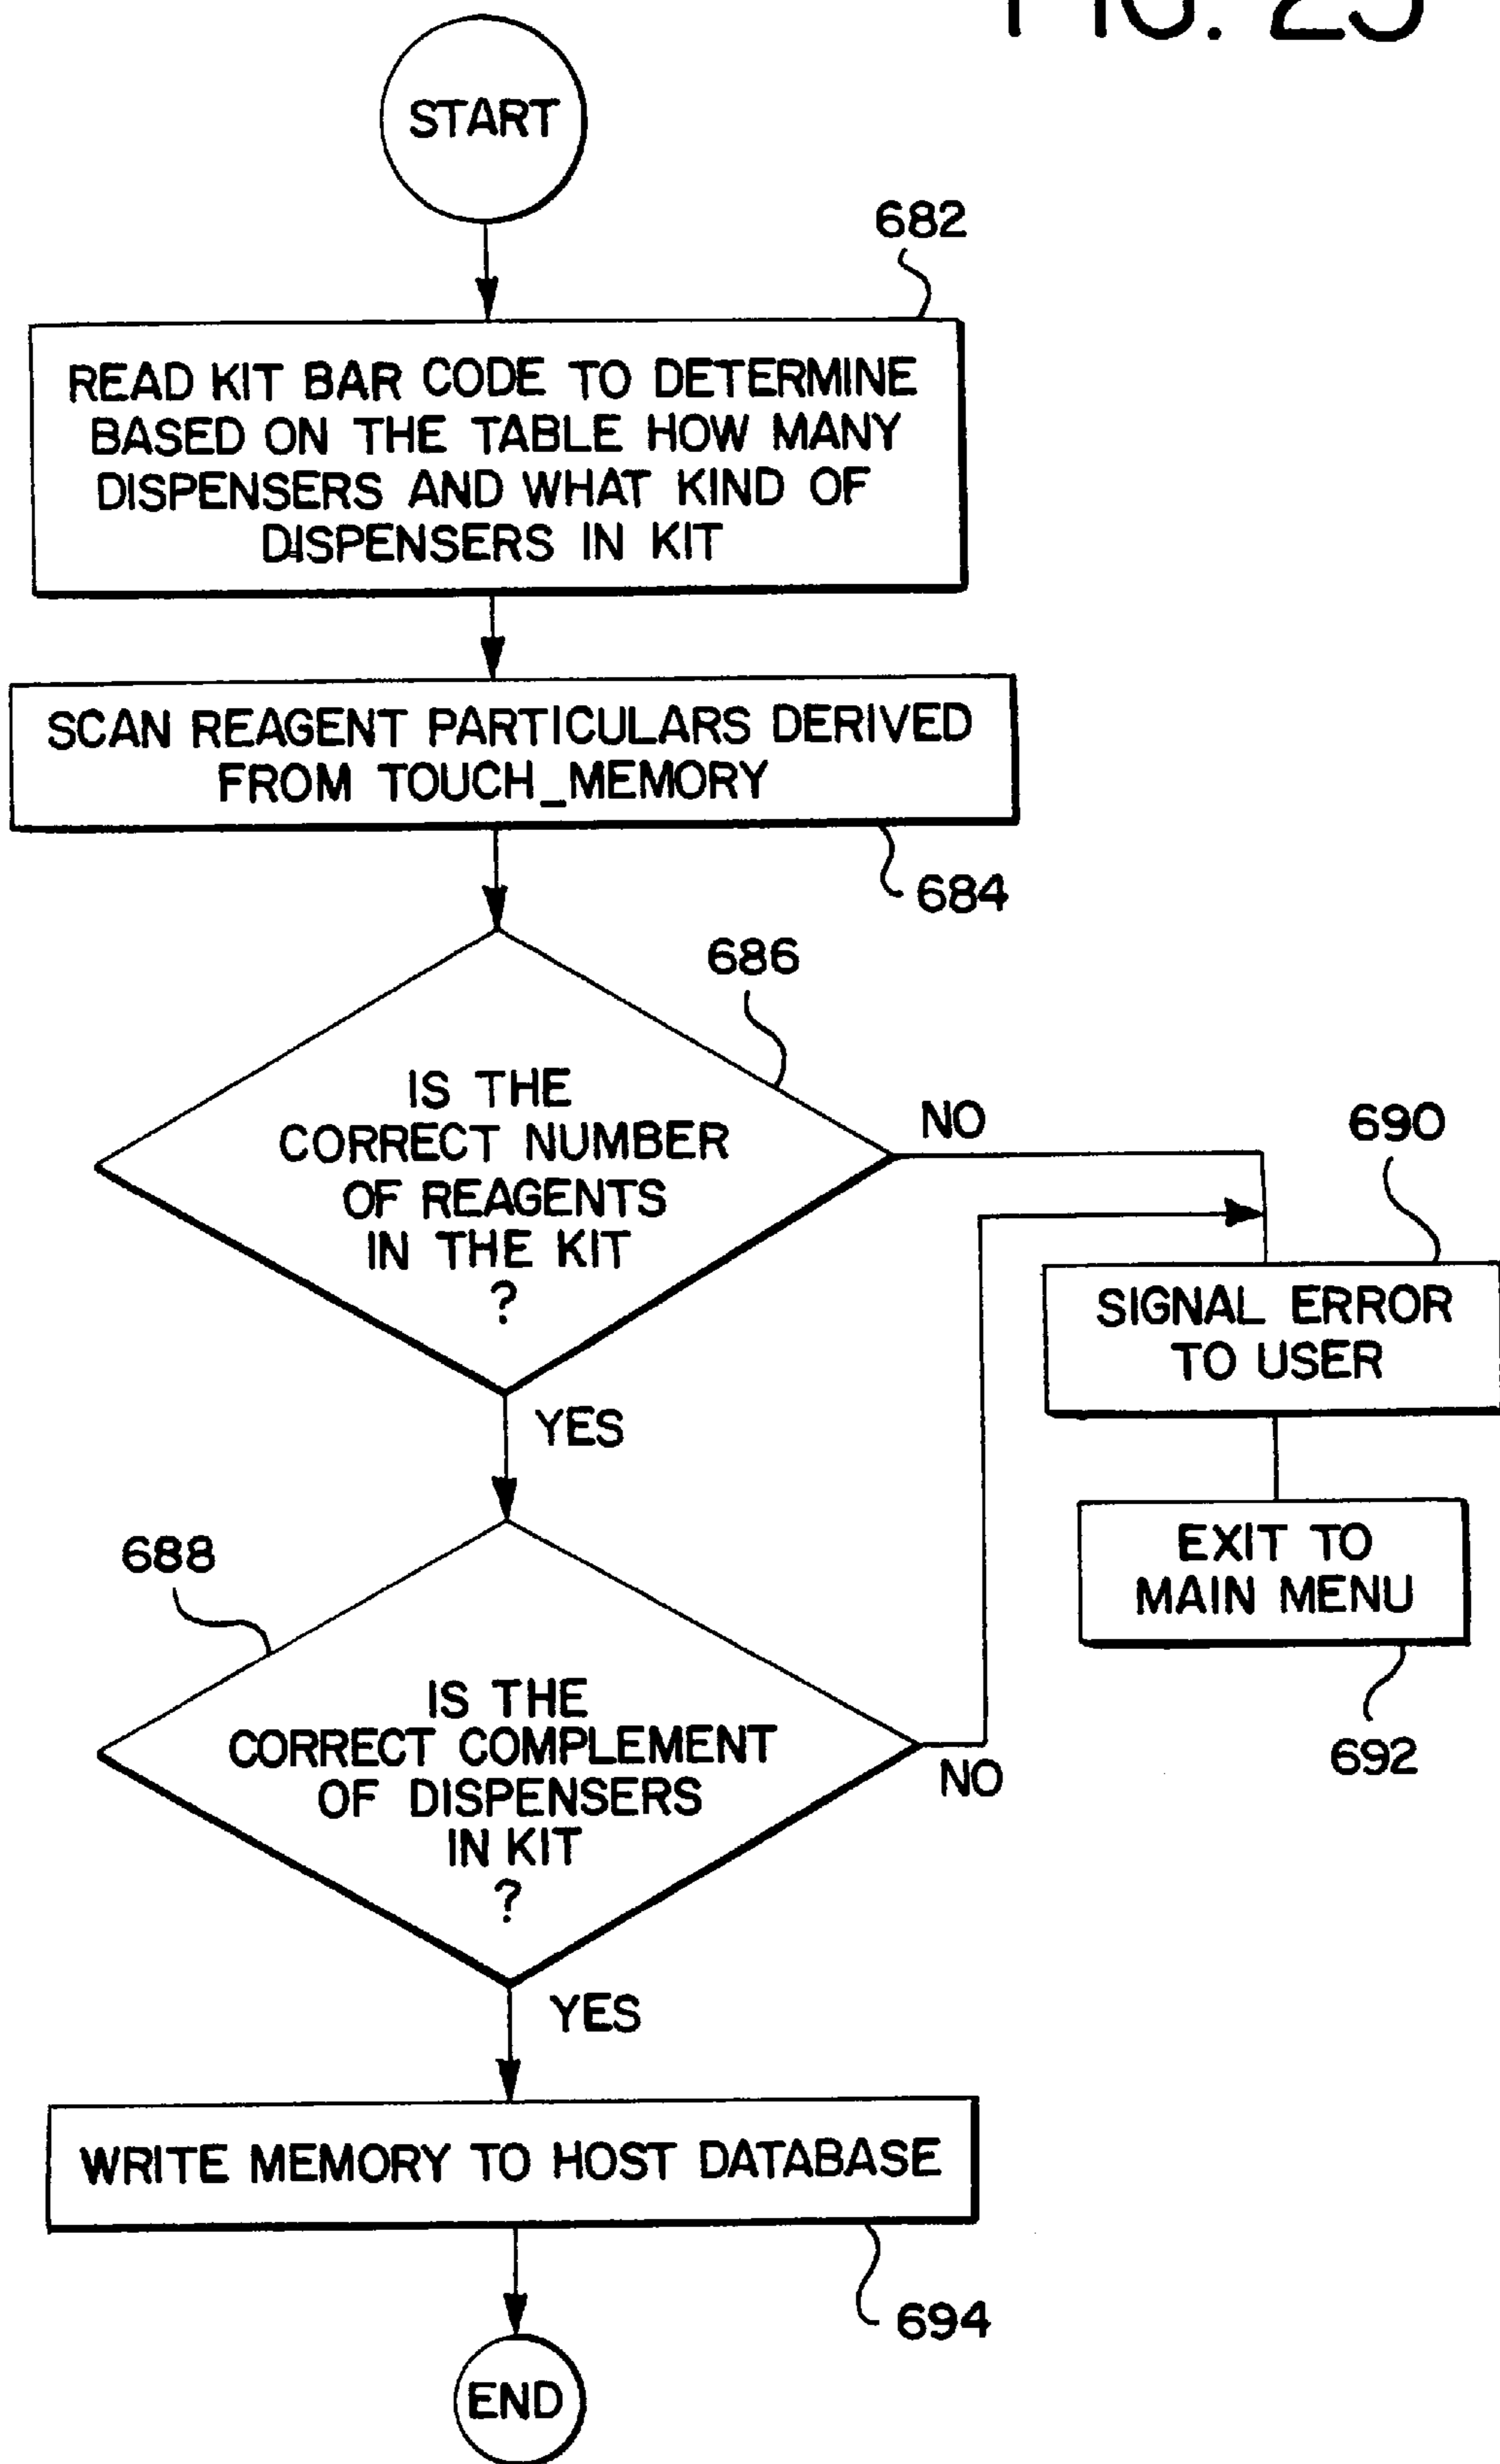 FIG. 25
START
682
READ KIT BAR CODE TO DETERMINE
BASED ON THE TABLE HOW MANY
DISPENSERS AND WHAT KIND OF
DISPENSERS IN KIT
SCAN REAGENT PARTICULARS DERIVED
FROM TOUCH_MEMORY
684
686
IS THE
CORRECT NUMBER
OF REAGENTS
IN THE KIT
?
NO
690
SIGNAL ERROR
TO USER
YES
EXIT TO
MAIN MENU
692
688
IS THE
CORRECT COMPLEMENT
OF DISPENSERS
IN KIT
?
NO
YES
WRITE MEMORY TO HOST DATABASE
694
END